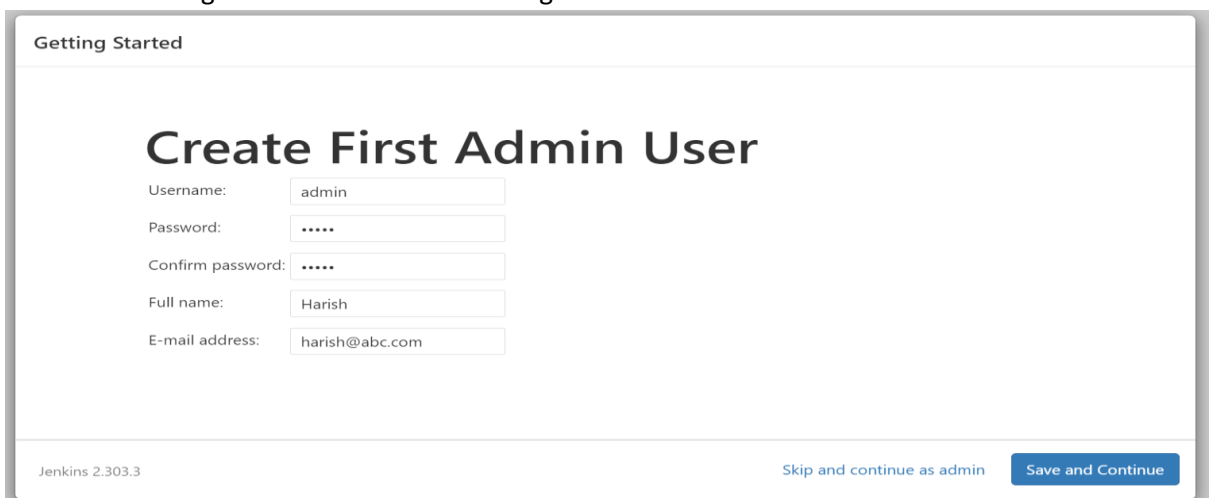 Getting Started
Create First Admin User
Username: admin
Password: •••••
Confirm password: •••••
Full name: Harish
E-mail address: harish@abc.com
Jenkins 2.303.3 Skip and continue as admin Save and Continue